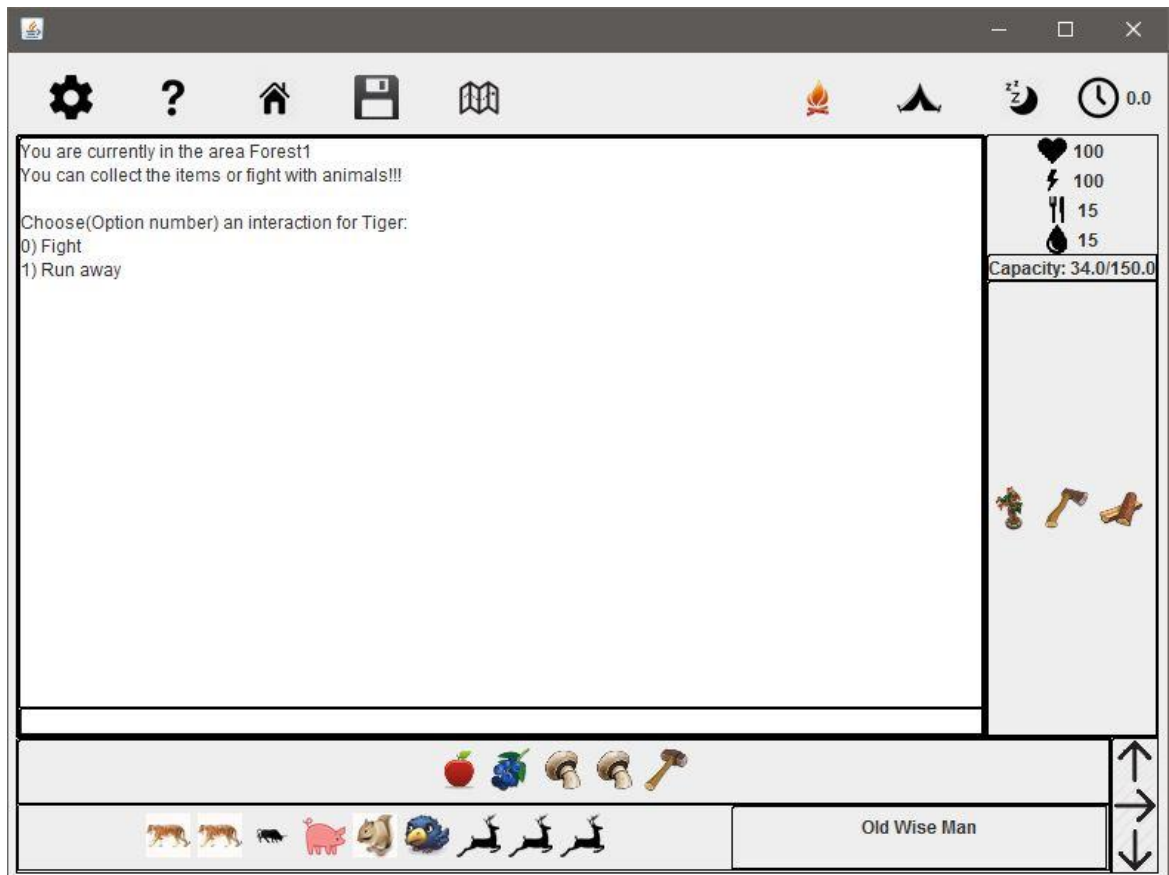 0.0
You are currently in the area Forest1
You can collect the items or fight with animals!!!
Choose(Option number) an interaction for Tiger:
0) Fight
1) Run away
100
100
15
15
Capacity: 34.0/150.0
Old Wise Man